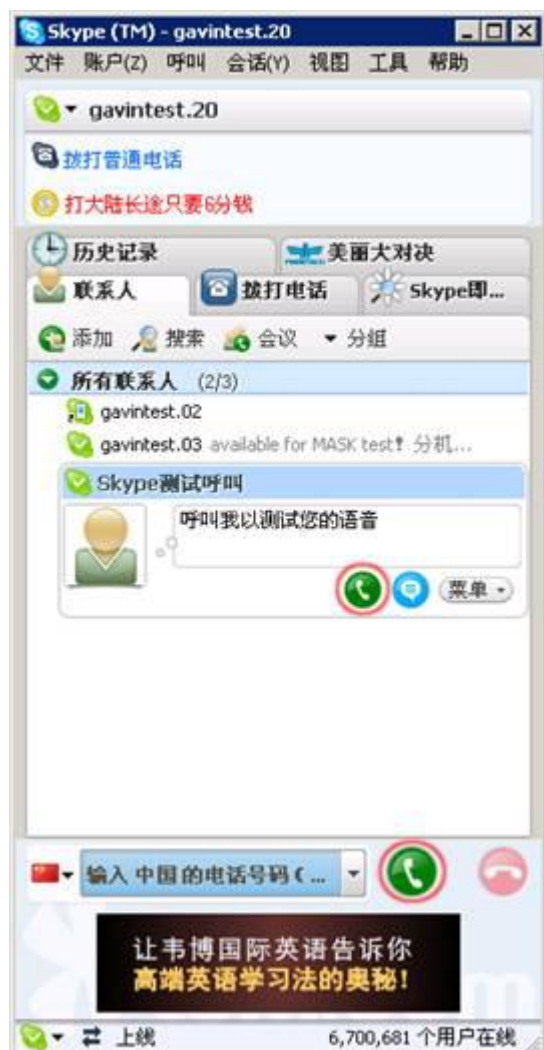 Skype (TM) - gavintest.20
文件 账户(Z) 呼叫 会话(Y) 视图 工具 帮助
gavintest.20
拨打普通电话
打大陆长途只要6分钱
历史记录 美丽大对决
联系人 拨打电话 Skype即...
添加 搜索 会议 分组
所有联系人 (2/3)
gavintest.02
gavintest.03 available for MASK test! 分机...
Skype测试呼叫
呼叫我以测试您的语音
菜单
输入 中国 的电话号码 ( ...
让韦博国际英语告诉你
高端英语学习法的奥秘!
上线 6,700,681 个用户在线